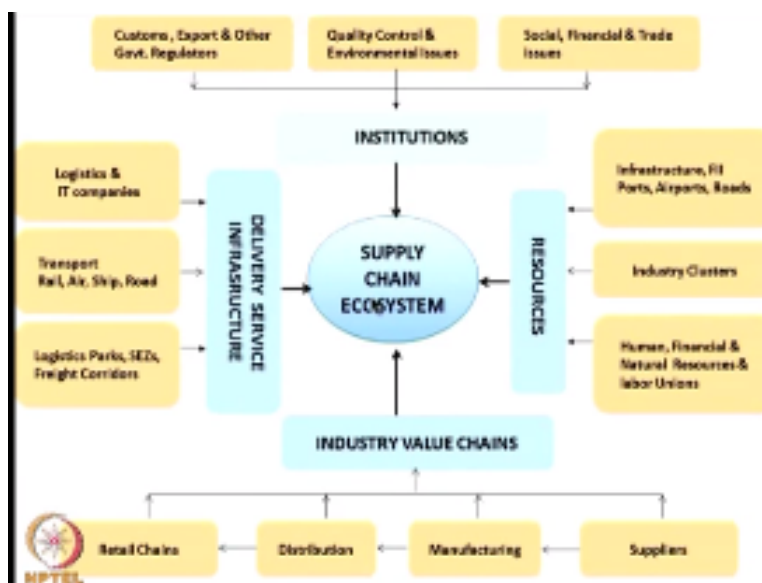 Customs, Export & Other
Govt. Regulators
Quality Control &
Environmental Issues
Social, Financial & Trade
Issues
INSTITUTIONS
Logistics &
IT companies
Transport
Rail, Air, Ship, Road
Logistics Parks, SEZs,
Freight Corridors
DELIVERY SERVICE
INFRASRUCTURE
SUPPLY
CHAIN
ECOSYSTEM
RESOURCES
Infrastructure, FII
Ports, Airports, Roads
Industry Clusters
Human, Financial &
Natural Resources &
labor Unions
INDUSTRY VALUE CHAINS
Retail Chains
Distribution
Manufacturing
Suppliers
NPTEL